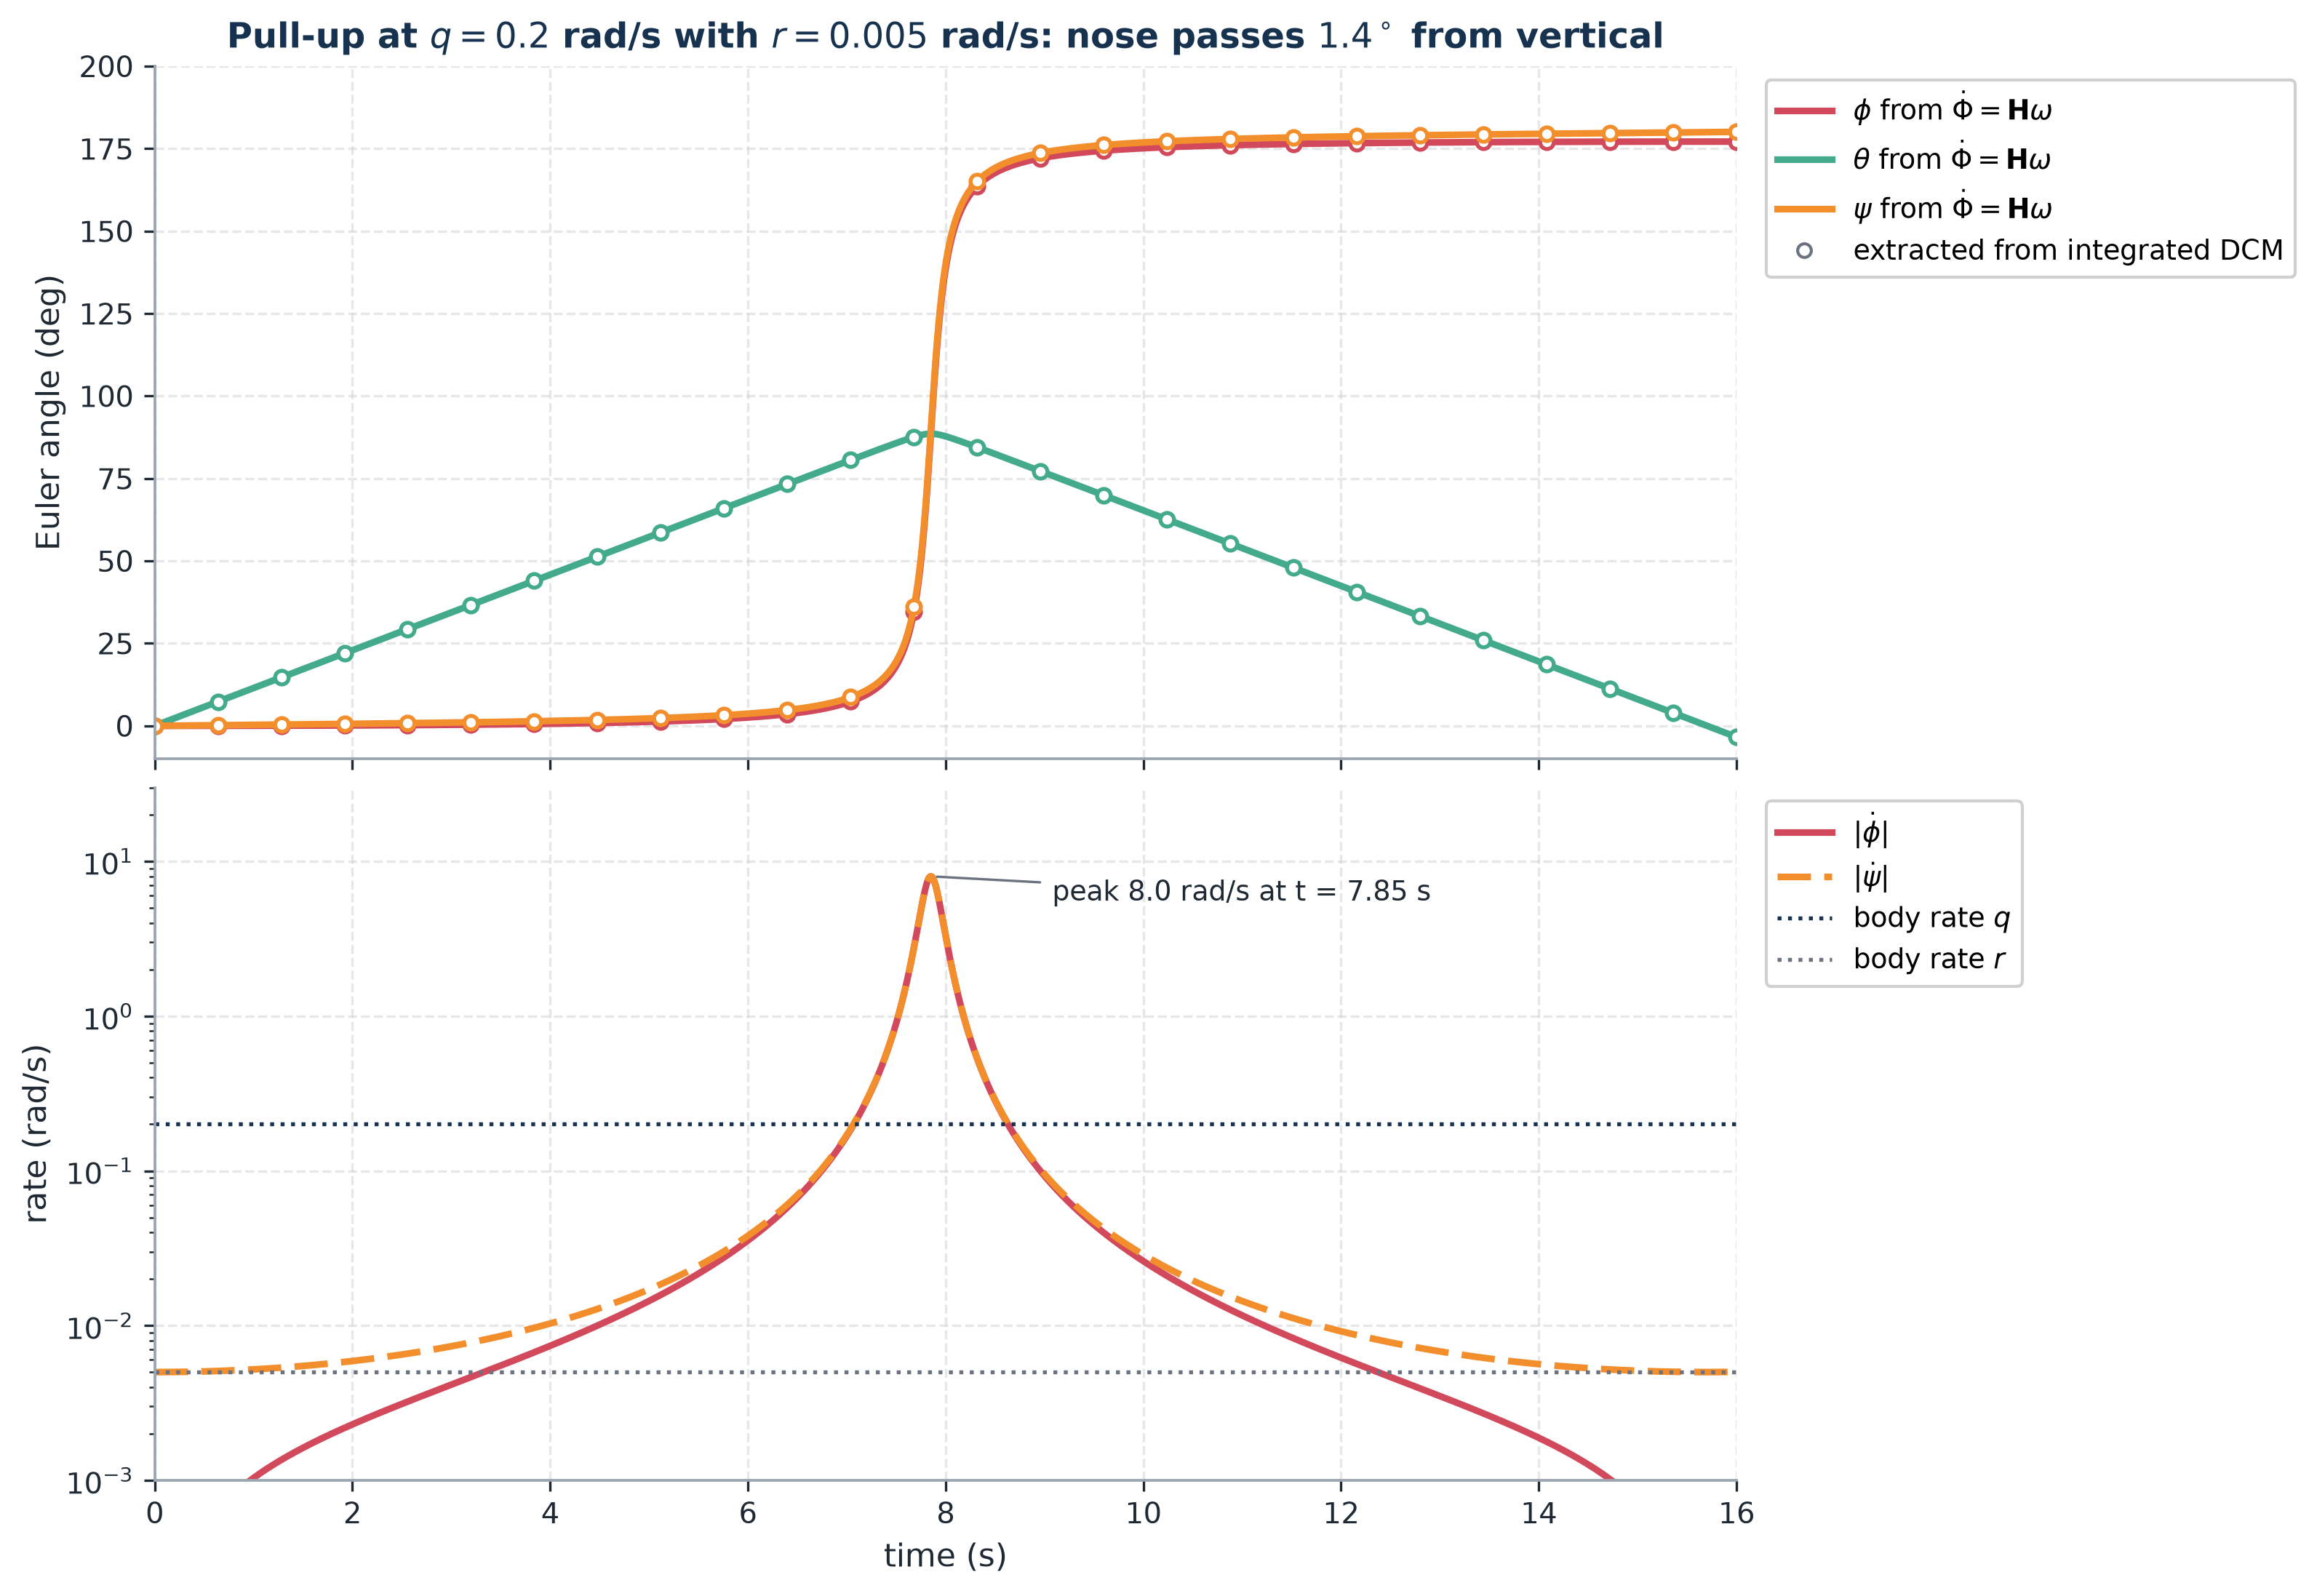 Pull-up at q = 0.2 rad/s with r = 0.005 rad/s: nose passes 1.4° from vertical
200
175
150
125
100
75
50
25
0
Euler angle (deg)
ϕ from Φ̇ = Hω
θ from Φ̇ = Hω
ψ from Φ̇ = Hω
extracted from integrated DCM
10¹
10⁰
10⁻¹
10⁻²
10⁻³
rate (rad/s)
peak 8.0 rad/s at t = 7.85 s
|ϕ̇|
|ψ̇|
body rate q
body rate r
0 2 4 6 8 10 12 14 16
time (s)